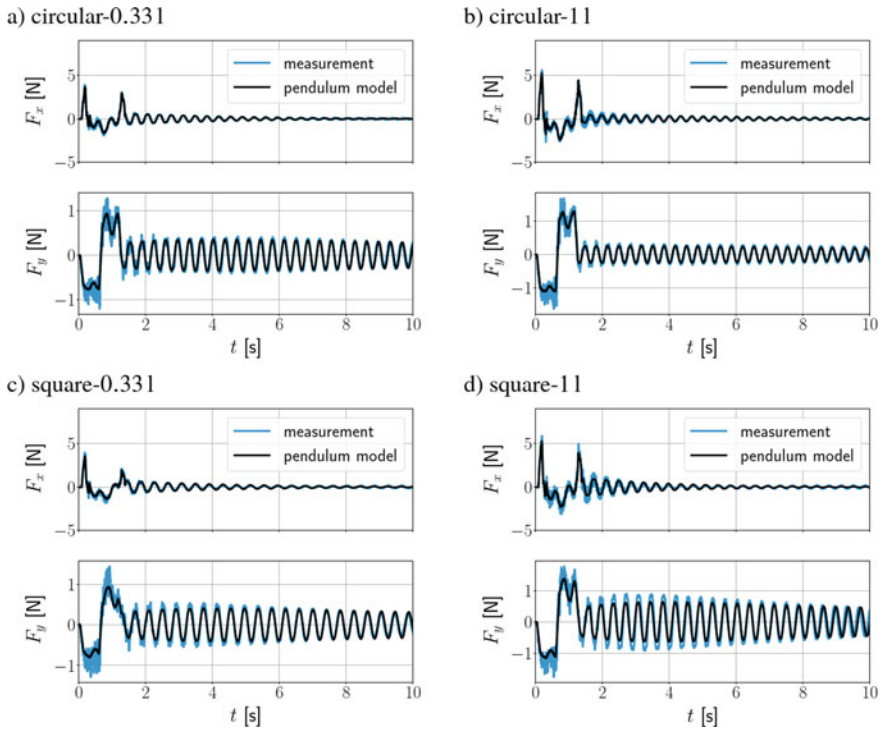 a) circular-0.33l
measurement
pendulum model
5
0
−5
F_x [N]
1
0
−1
F_y [N]
0 2 4 6 8 10
t [s]
b) circular-1l
measurement
pendulum model
5
0
−5
F_x [N]
1
0
−1
F_y [N]
0 2 4 6 8 10
t [s]
c) square-0.33l
measurement
pendulum model
5
0
−5
F_x [N]
1
0
−1
F_y [N]
0 2 4 6 8 10
t [s]
d) square-1l
measurement
pendulum model
5
0
−5
F_x [N]
1
0
−1
F_y [N]
0 2 4 6 8 10
t [s]